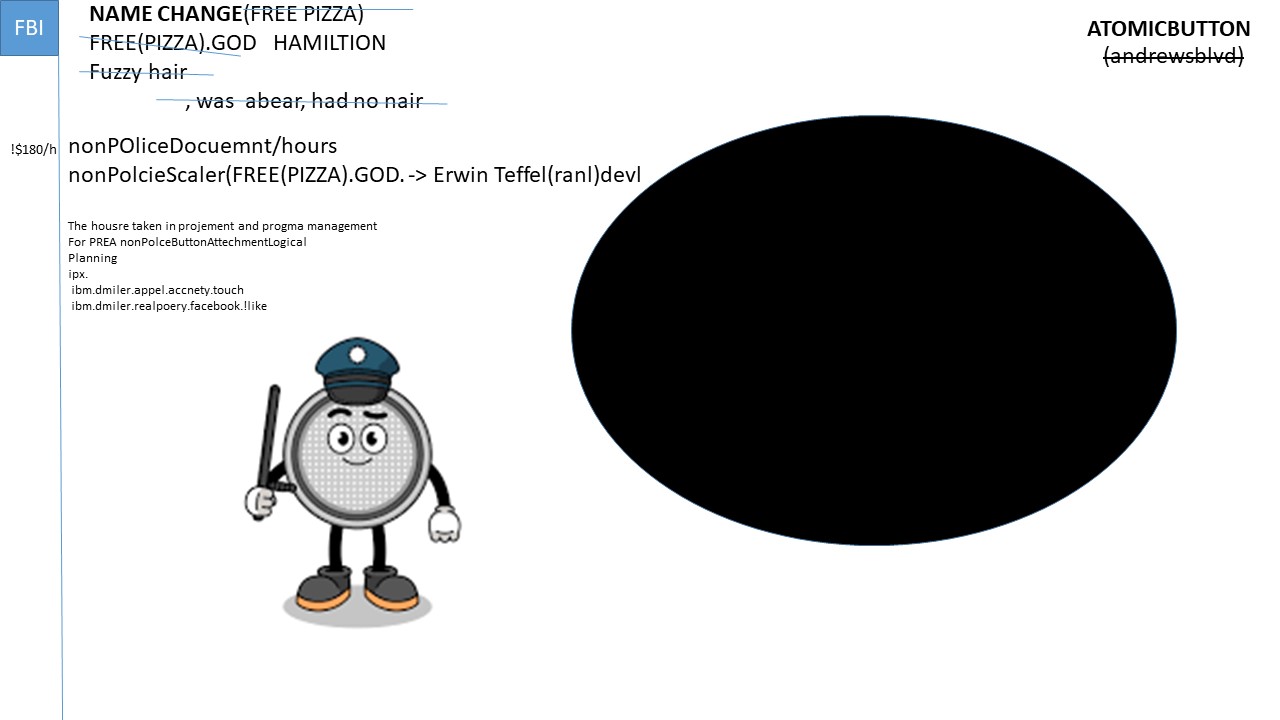 FBI
NAME CHANGE(FREE PIZZA)
FREE(PIZZA).GOD HAMILTION
Fuzzy hair
, was abear, had no nair
ATOMICBUTTON
(andrewsblvd)
!$180/h
nonPOliceDocuemnt/hours
nonPolcieScaler(FREE(PIZZA).GOD. -> Erwin Teffel(ranl)devl
The housre taken in projement and progma management
For PREA nonPolceButtonAttechmentLogical
Planning
ipx.
ibm.dmiler.appel.accnety.touch
ibm.dmiler.realpoery.facebook.!like